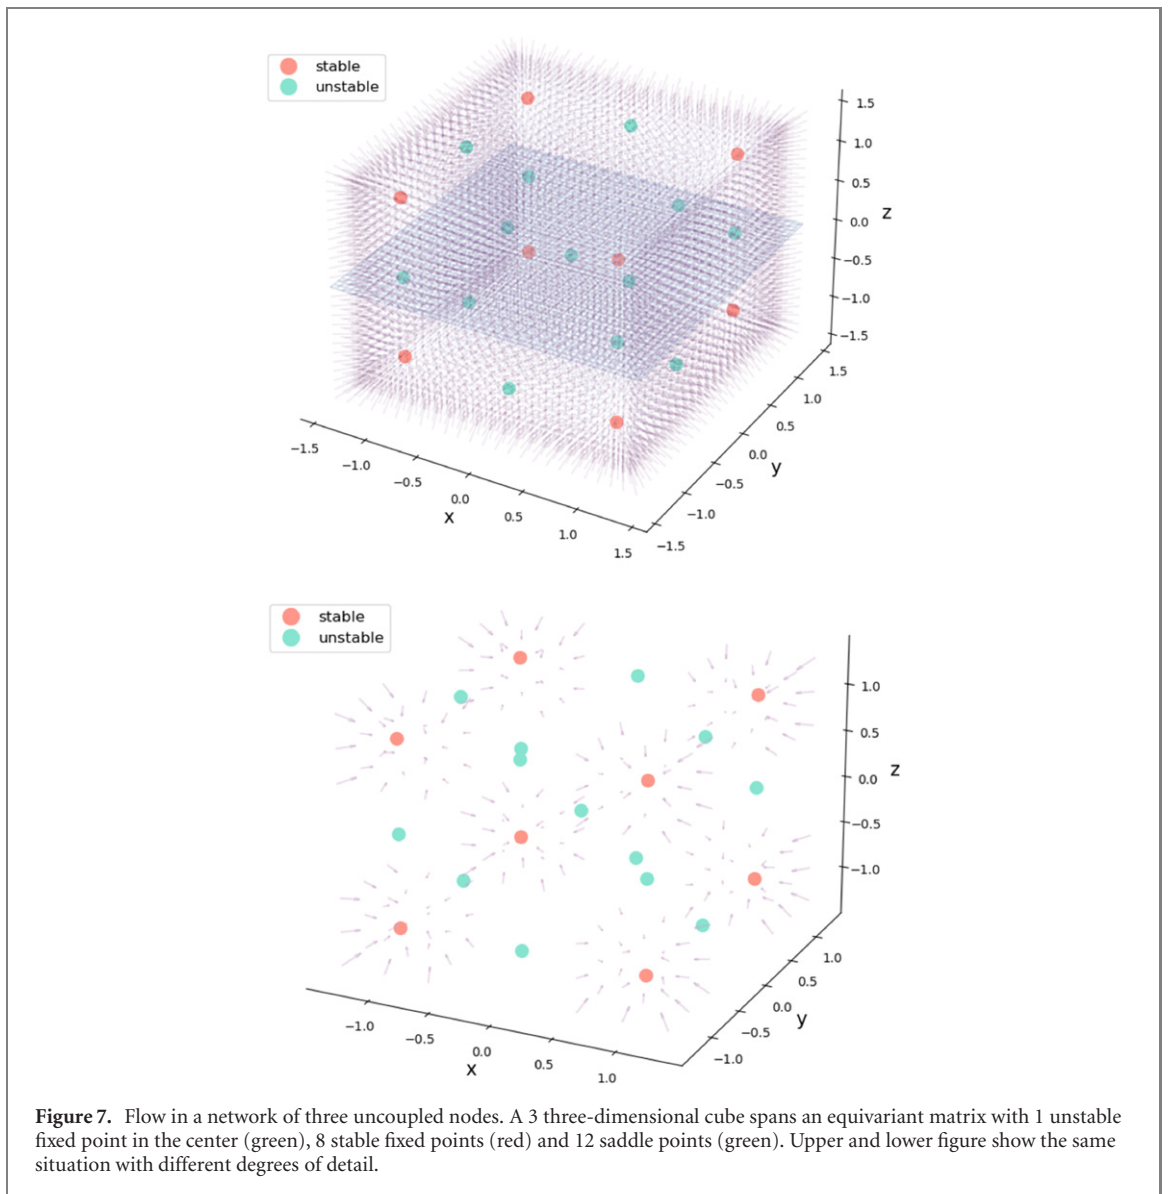 stable
unstable
1.5
1.0
0.5
0.0
−0.5
−1.0
−1.5
z
−1.5
−1.0
−0.5
0.0
0.5
1.0
1.5
x
1.5
1.0
0.5
0.0
−0.5
−1.0
−1.5
y
stable
unstable
1.0
0.5
0.0
−0.5
−1.0
z
−1.0
−0.5
0.0
0.5
1.0
x
1.0
0.5
0.0
−0.5
−1.0
y
Figure 7. Flow in a network of three uncoupled nodes. A 3 three-dimensional cube spans an equivariant matrix with 1 unstable
fixed point in the center (green), 8 stable fixed points (red) and 12 saddle points (green). Upper and lower figure show the same
situation with different degrees of detail.